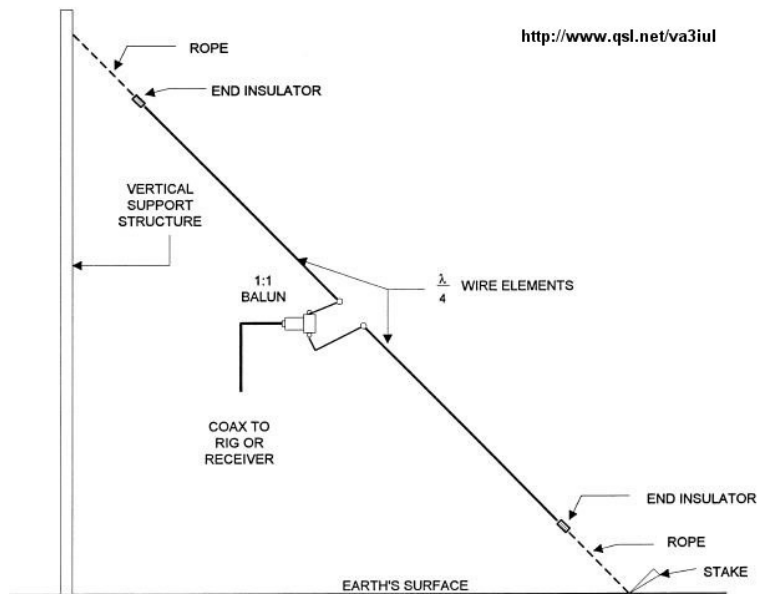 http://www.qsl.net/va3iul
ROPE
END INSULATOR
VERTICAL
SUPPORT
STRUCTURE
1:1
BALUN
λ
4
WIRE ELEMENTS
COAX TO
RIG OR
RECEIVER
END INSULATOR
ROPE
STAKE
EARTH'S SURFACE